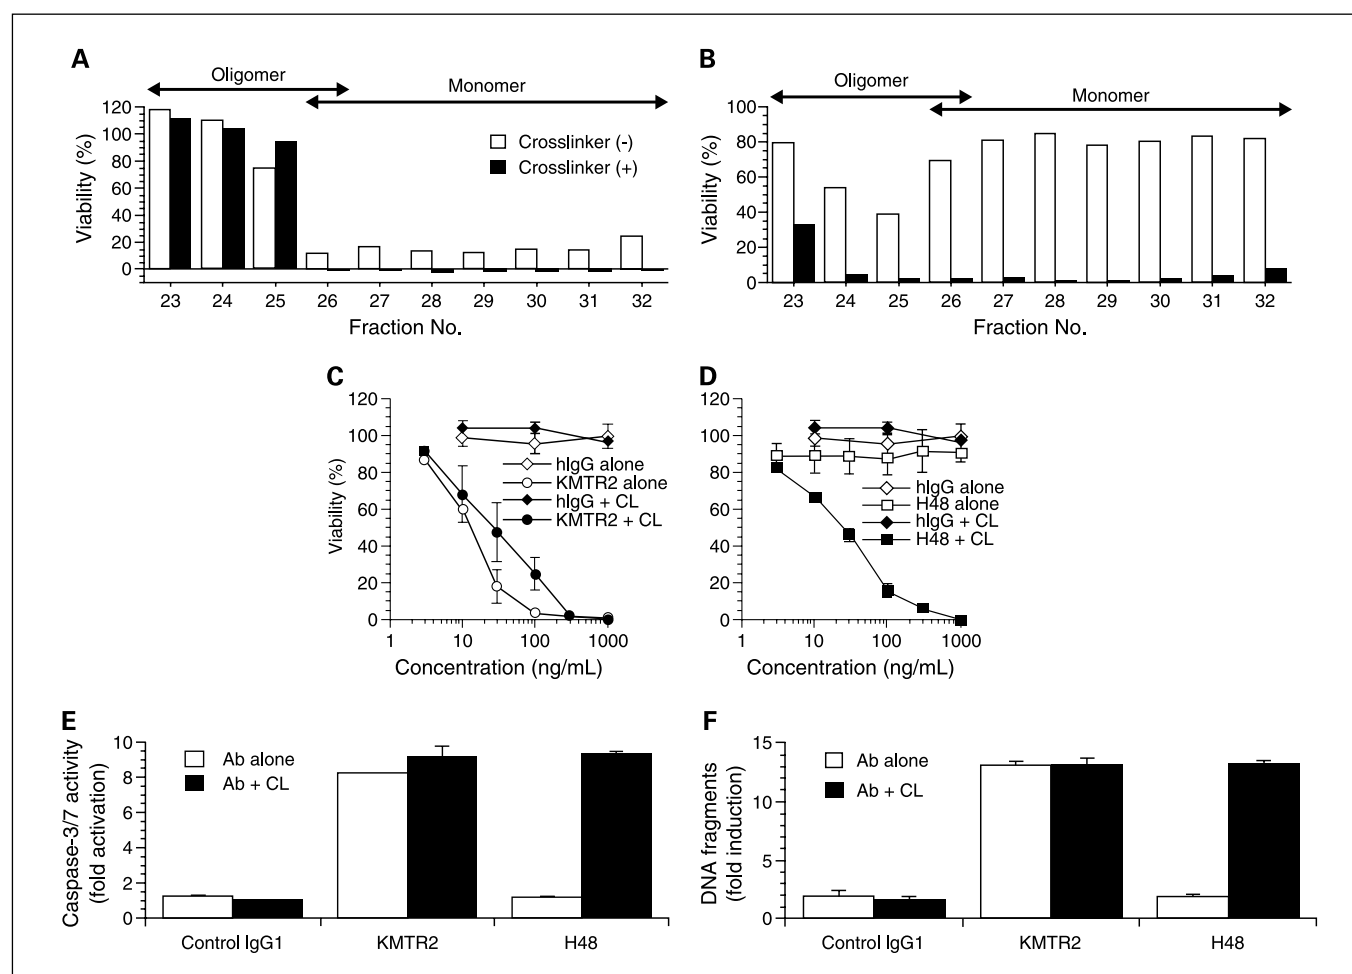 A
B
Oligomer
Monomer
Oligomer
Monomer
Viability (%)
120
100
80
60
40
20
0
Crosslinker (-)
Crosslinker (+)
23 24 25 26 27 28 29 30 31 32
Fraction No.
Viability (%)
100
80
60
40
20
0
23 24 25 26 27 28 29 30 31 32
Fraction No.
C
Viability (%)
120
100
80
60
40
20
0
hIgG alone
KMTR2 alone
hIgG + CL
KMTR2 + CL
1 10 100 1000
Concentration (ng/mL)
D
120
100
80
60
40
20
0
hIgG alone
H48 alone
hIgG + CL
H48 + CL
1 10 100 1000
Concentration (ng/mL)
E
Caspase-3/7 activity
(fold activation)
10
8
6
4
2
0
Ab alone
Ab + CL
Control IgG1 KMTR2 H48
F
DNA fragments
(fold induction)
15
10
5
0
Ab alone
Ab + CL
Control IgG1 KMTR2 H48